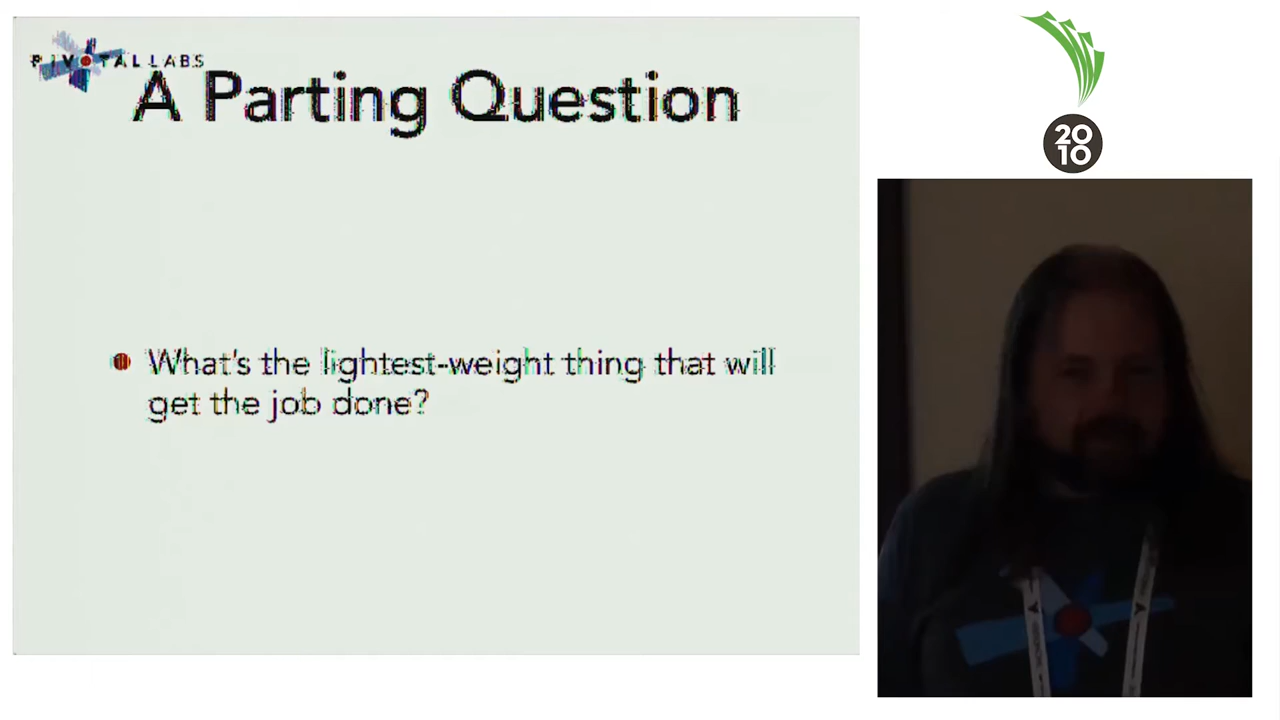 PIVOTAL LABS
A Parting Question
What's the lightest-weight thing that will
get the job done?
20
10